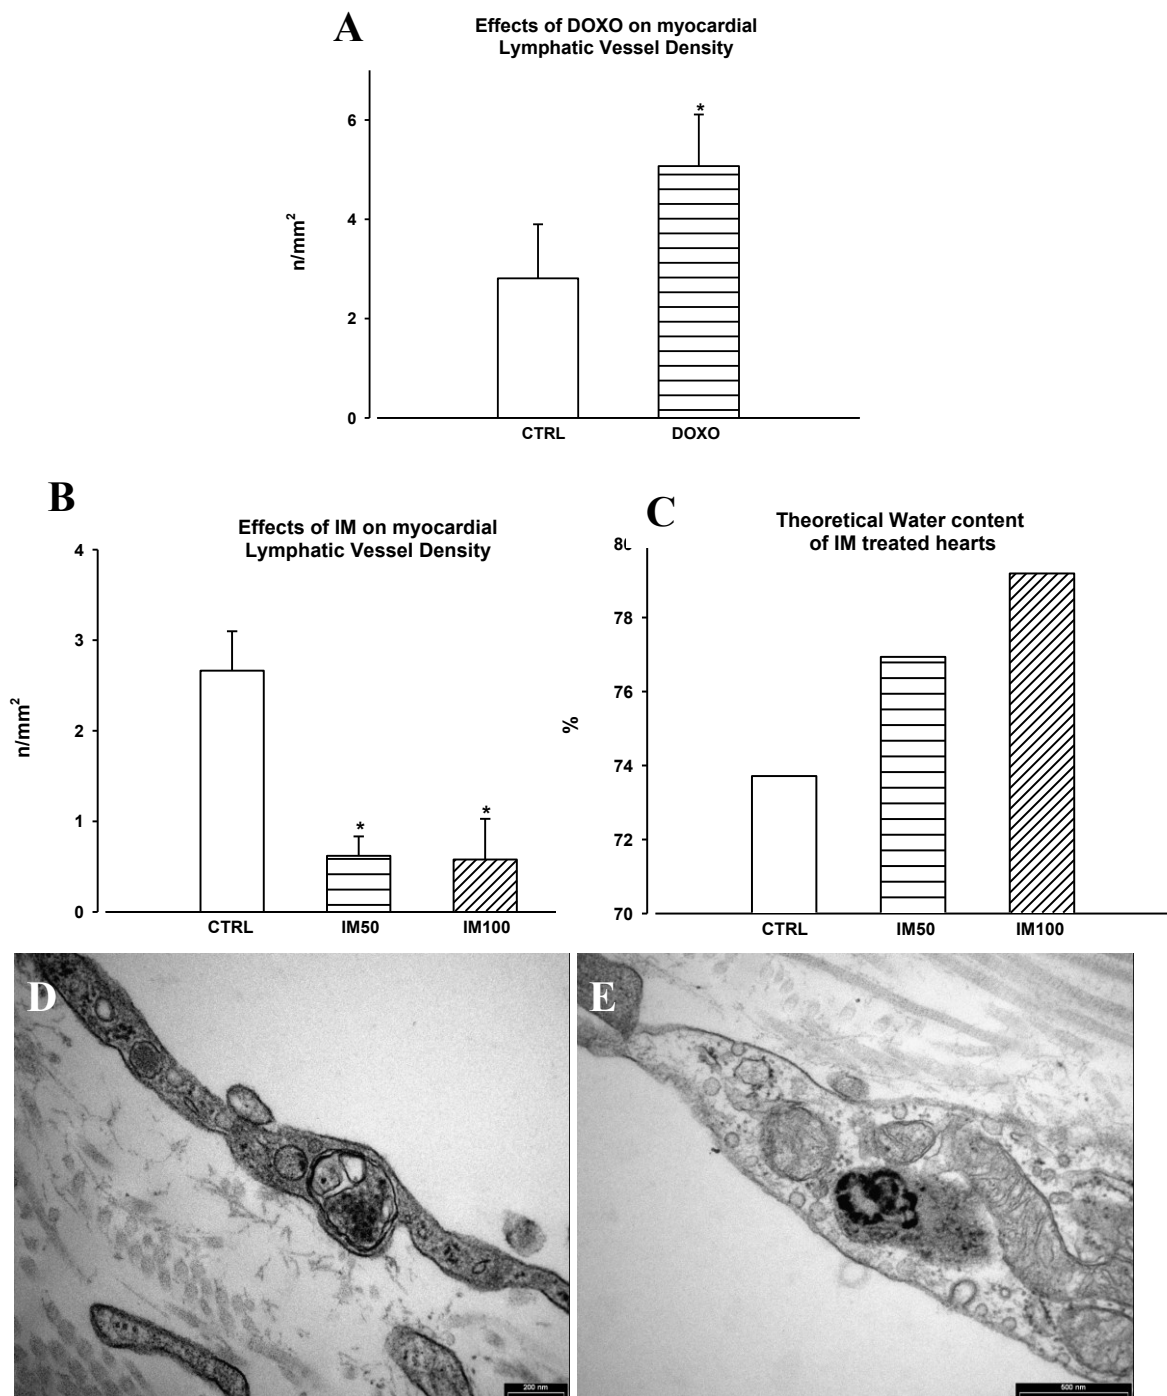 A
Effects of DOXO on myocardial
Lymphatic Vessel Density
6
4
2
0
n/mm²
*
CTRL
DOXO
B
Effects of IM on myocardial
Lymphatic Vessel Density
4
3
2
1
0
n/mm²
*
*
CTRL
IM50
IM100
C
Theoretical Water content
of IM treated hearts
78
76
74
72
70
%
CTRL
IM50
IM100
D
200 nm
E
500 nm